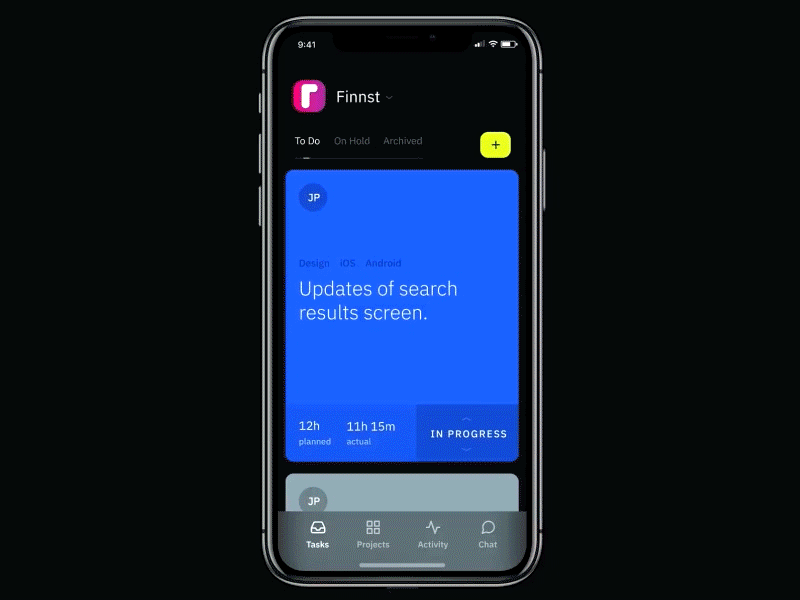 9:41
Finnst
To Do On Hold Archived
+
JP
Design iOS Android
Updates of search
results screen.
12h 11h 15m
planned actual
IN PROGRESS
JP
Tasks Projects Activity Chat